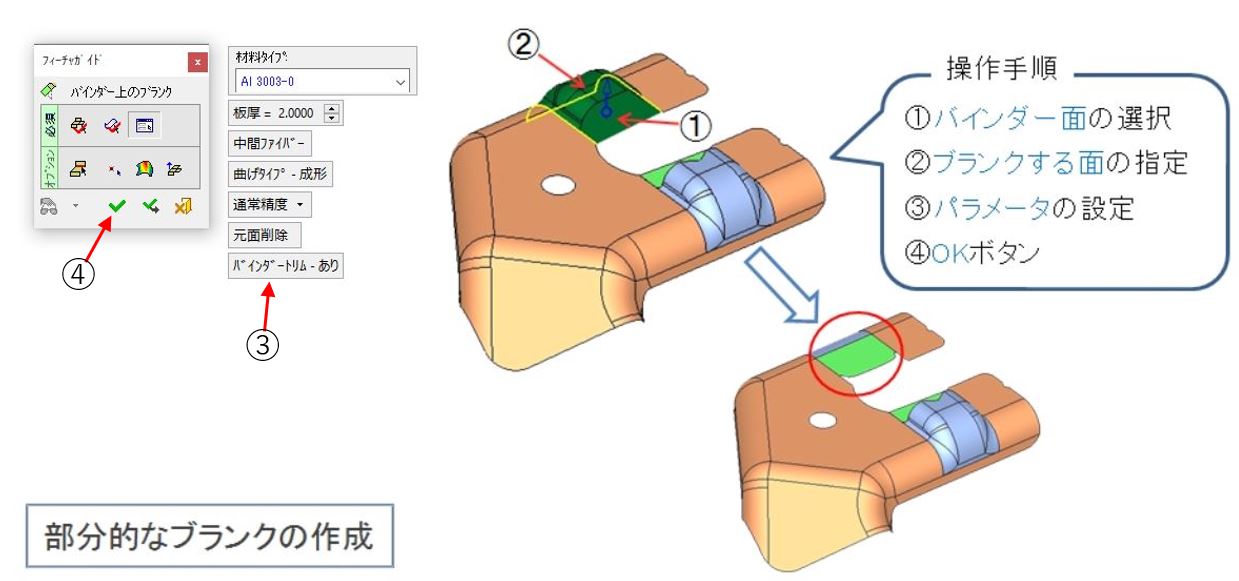 フィーチャガイド
x
バインダー上のブランク
必須
オプション
④
材料タイプ:
Al 3003-0
板厚 = 2.0000
中間ファイバー
曲げタイプ - 成形
通常精度
元面削除
バインダートリム - あり
③
②
①
操作手順
①バインダー面の選択
②ブランクする面の指定
③パラメータの設定
④OKボタン
部分的なブランクの作成